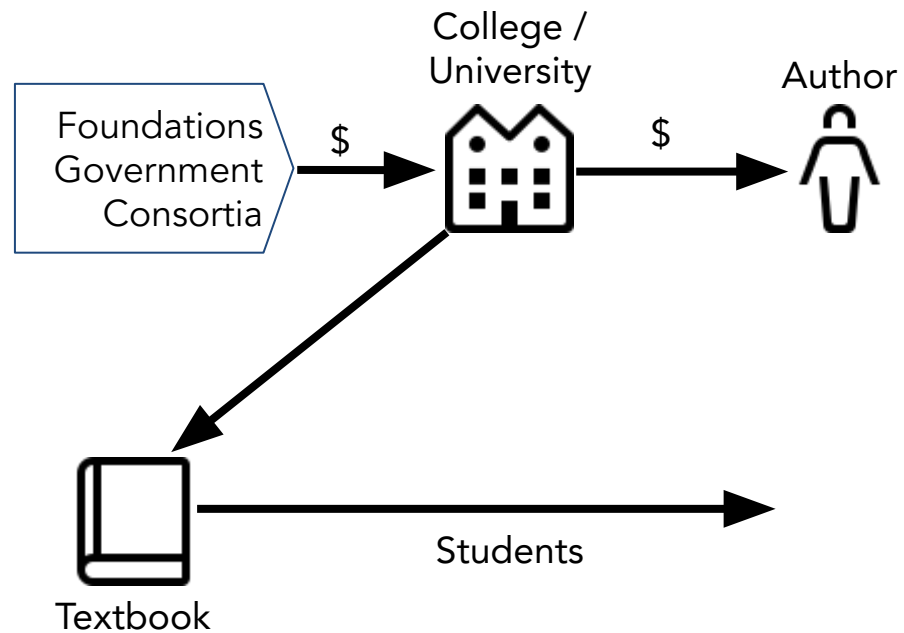 College /
University
Author
Foundations
Government
Consortia
$
$
Students
Textbook